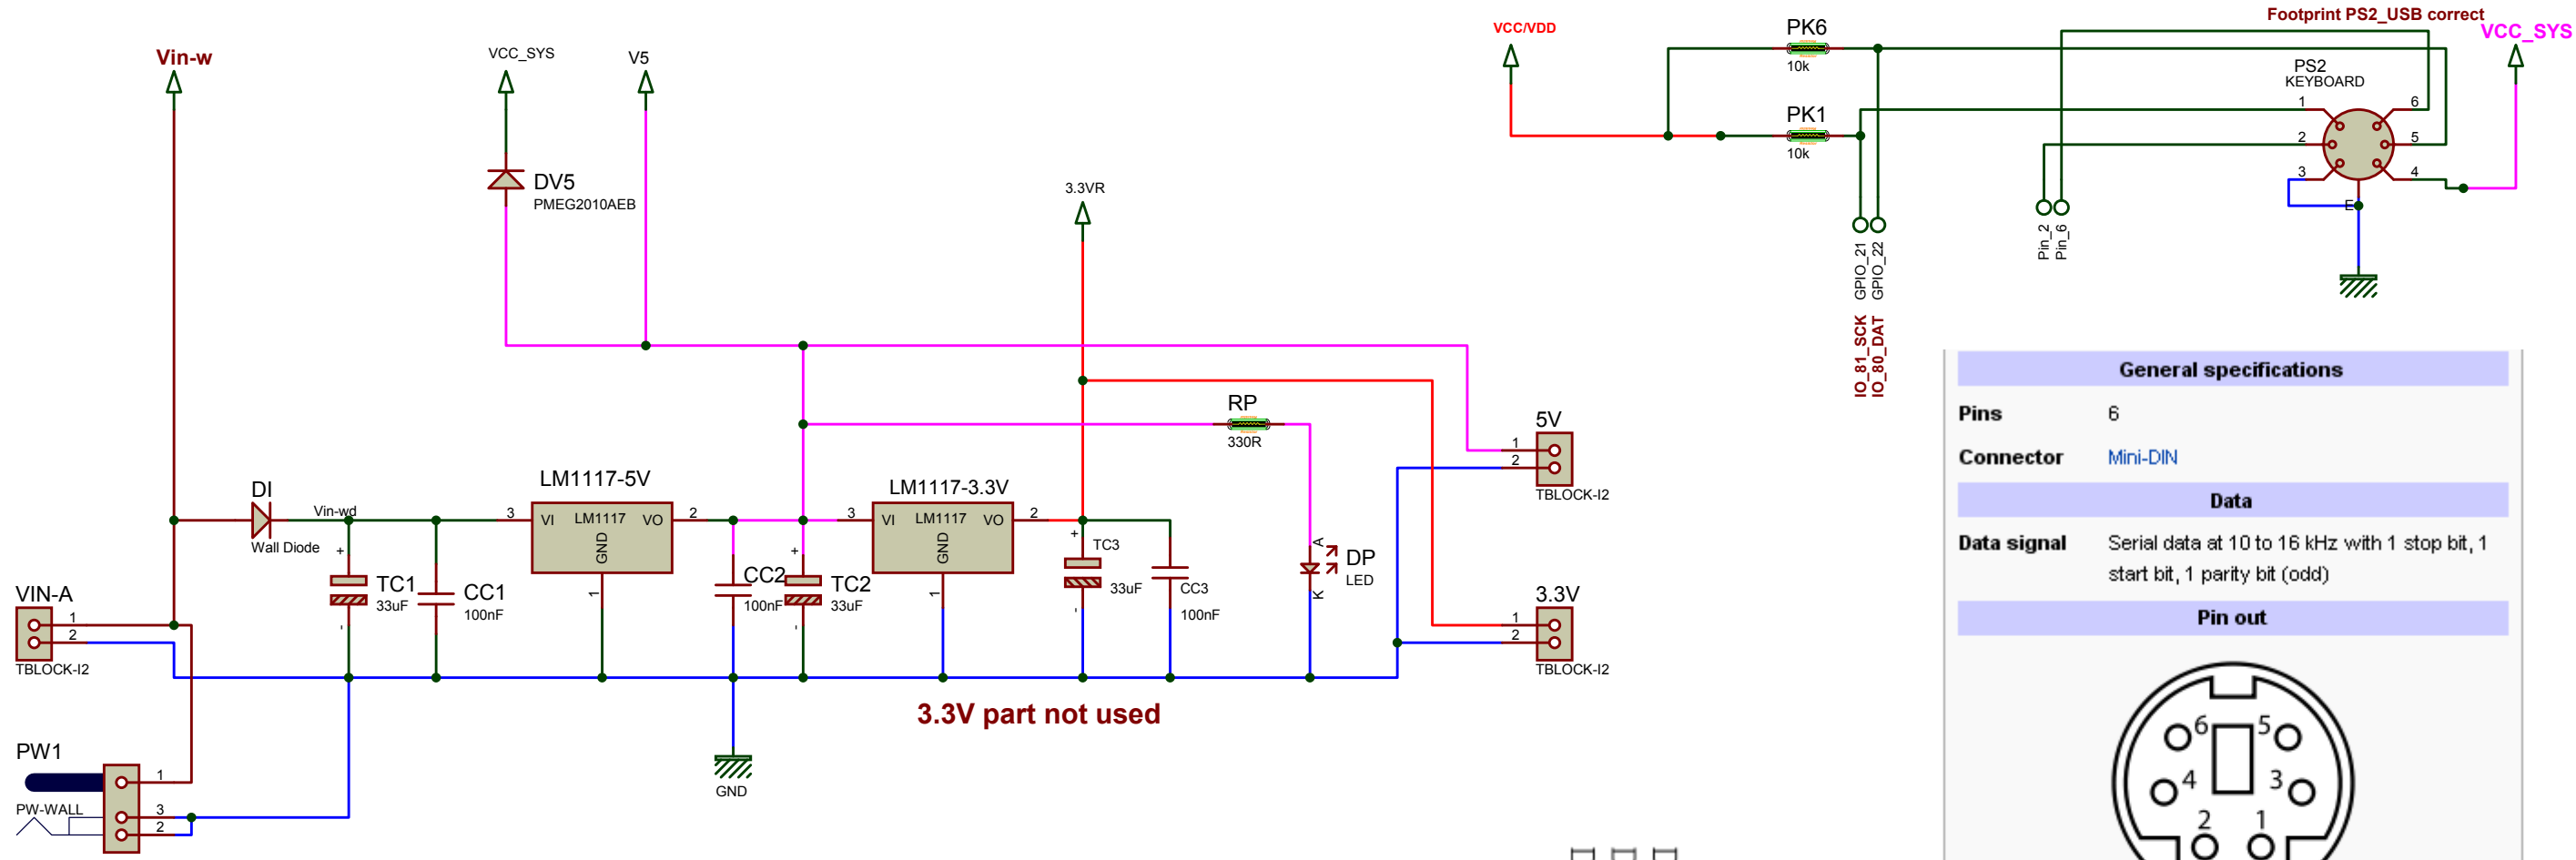 Vin-w
VCC_SYS
V5
DV5
PMEG2010AEB
3.3VR
DI
Vin-wd
Wall Diode
LM1117-5V
3
VI
LM1117
VO
2
GND
1
LM1117-3.3V
3
VI
LM1117
VO
2
GND
1
RP
330R
+
TC1
33uF
-
CC1
100nF
CC2
100nF
+
TC2
33uF
-
+
TC3
33uF
-
CC3
100nF
A
DP
LED
K
5V
1
2
TBLOCK-I2
3.3V
1
2
TBLOCK-I2
VIN-A
1
2
TBLOCK-I2
PW1
1
PW-WALL
3
2
GND
3.3V part not used
VCC/VDD
PK6
10k
PK1
10k
GPIO_21
GPIO_22
IO_81_SCK
IO_80_DAT
Pin_2
Pin_6
Footprint PS2_USB correct
VCC_SYS
PS2
KEYBOARD
1
6
2
5
3
4
E
General specifications
Pins 6
Connector Mini-DIN
Data
Data signal Serial data at 10 to 16 kHz with 1 stop bit, 1
start bit, 1 parity bit (odd)
Pin out
6 5
4 3
2 1